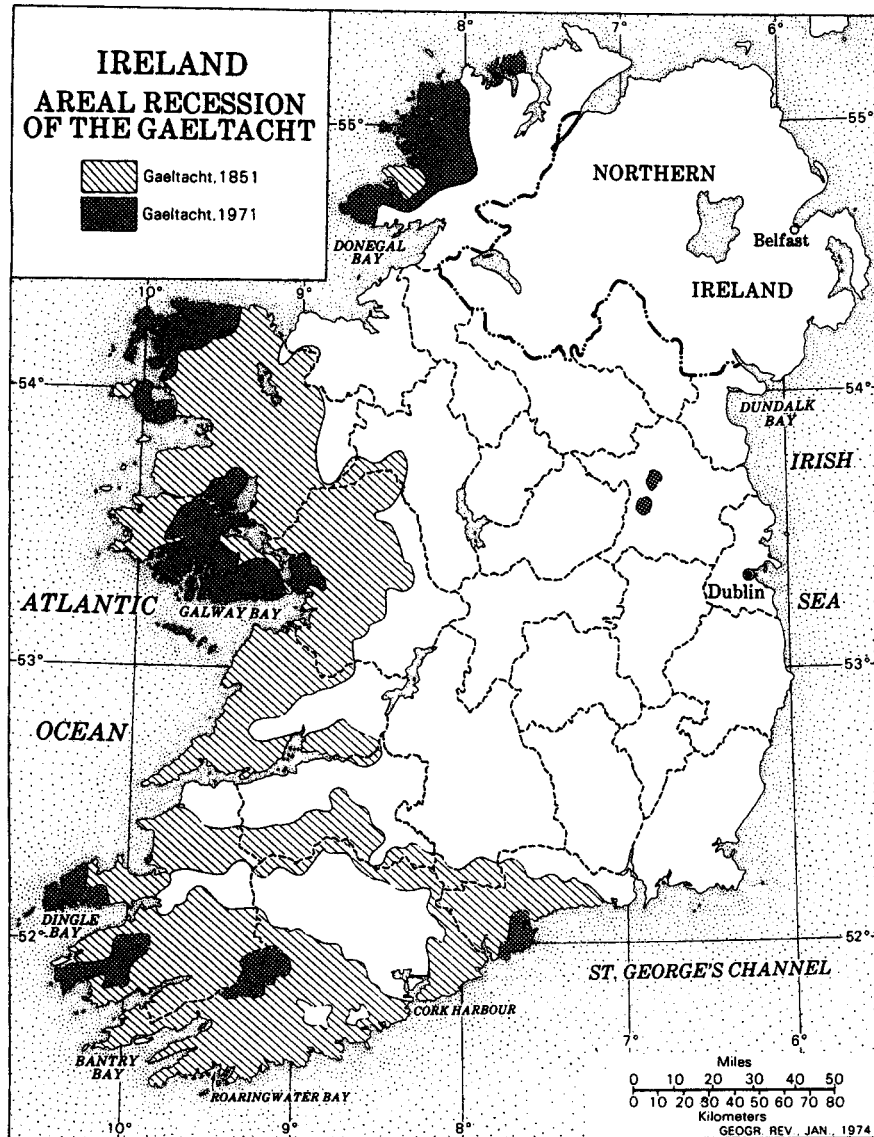 IRELAND
AREAL RECESSION
OF THE GAELTACHT
Gaeltacht, 1851
Gaeltacht, 1971
8°
7°
6°
55°
55°
NORTHERN
Belfast
IRELAND
DONEGAL
BAY
10°
9°
54°
54°
DUNDALK
BAY
IRISH
SEA
Dublin
ATLANTIC
GALWAY BAY
OCEAN
53°
53°
DINGLE
BAY
52°
52°
ST. GEORGE'S CHANNEL
CORK HARBOUR
BANTRY
BAY
ROARINGWATER BAY
10°
9°
8°
7°
6°
Miles
0 10 20 30 40 50
0 10 20 30 40 50 60 70 80
Kilometers
GEOGR. REV., JAN., 1974